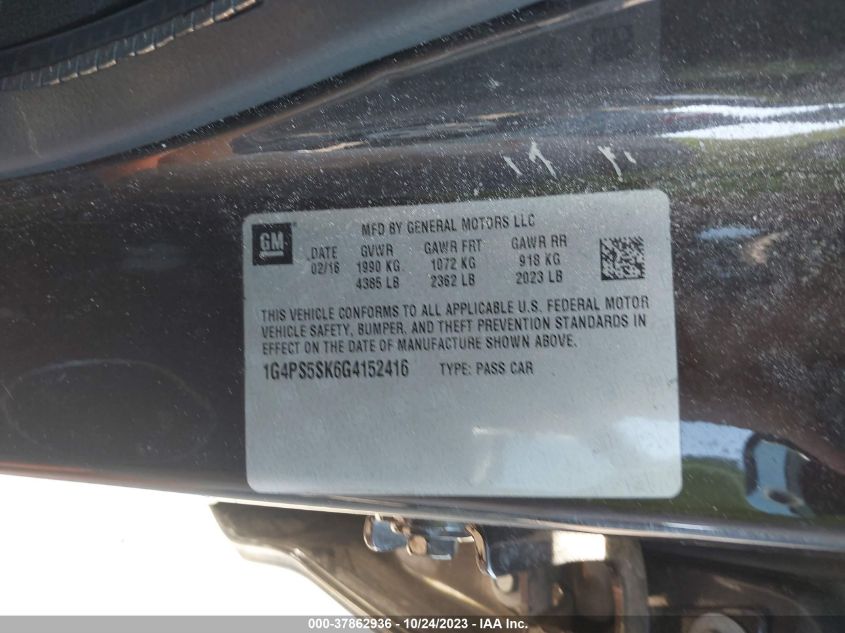 GM
MFD BY GENERAL MOTORS LLC
DATE GVWR GAWR FRT GAWR RR
02/16 1990 KG 1072 KG 918 KG
4385 LB 2362 LB 2023 LB
THIS VEHICLE CONFORMS TO ALL APPLICABLE U.S. FEDERAL MOTOR
VEHICLE SAFETY, BUMPER, AND THEFT PREVENTION STANDARDS IN
EFFECT ON THE DATE OF MANUFACTURE SHOWN ABOVE.
1G4PS5SK6G4152416 TYPE: PASS CAR
000-37862936 - 10/24/2023 - IAA Inc.